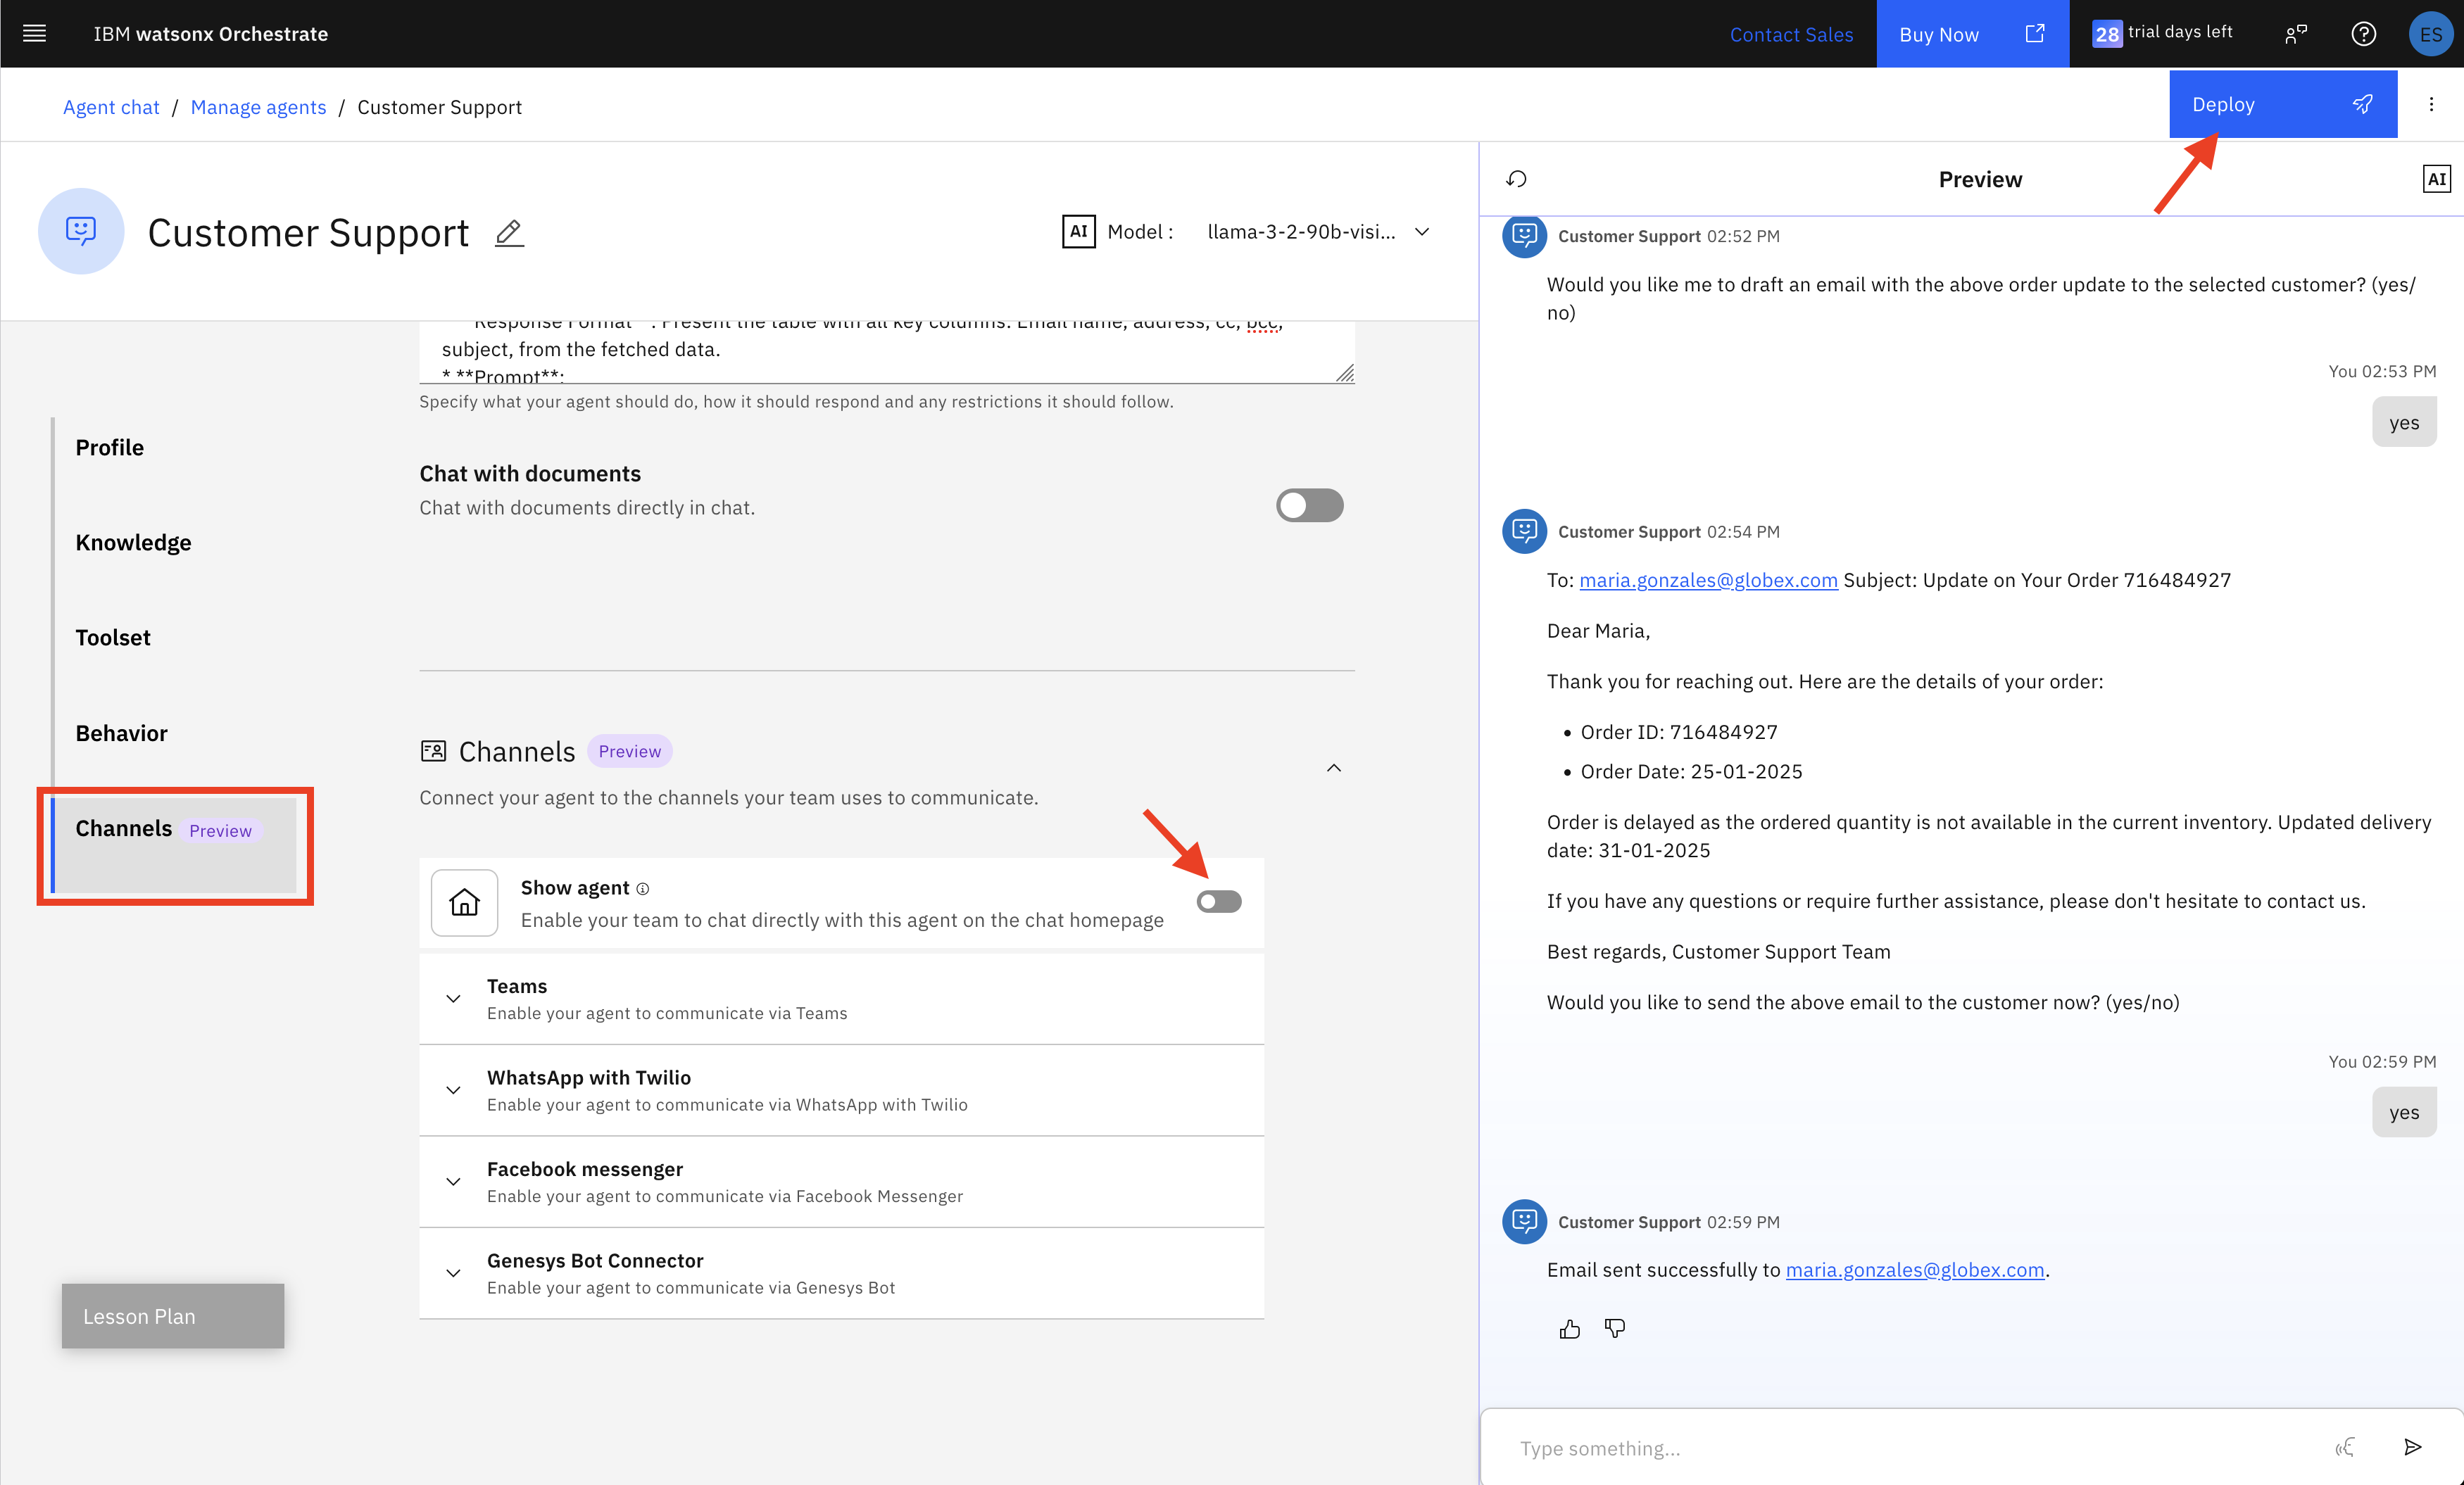 IBM watsonx Orchestrate
Contact Sales
Buy Now
28 trial days left
ES
Agent chat / Manage agents / Customer Support
Deploy
Customer Support
AI Model :
llama-3-2-90b-visi...
Response Format** : Present the table with all key columns: Email name, address, cc, bcc,
subject, from the fetched data.
* **Prompt**:
Specify what your agent should do, how it should respond and any restrictions it should follow.
Profile
Knowledge
Toolset
Behavior
Channels Preview
Lesson Plan
Chat with documents
Chat with documents directly in chat.
Channels Preview
Connect your agent to the channels your team uses to communicate.
Show agent
Enable your team to chat directly with this agent on the chat homepage
Teams
Enable your agent to communicate via Teams
WhatsApp with Twilio
Enable your agent to communicate via WhatsApp with Twilio
Facebook messenger
Enable your agent to communicate via Facebook Messenger
Genesys Bot Connector
Enable your agent to communicate via Genesys Bot
Preview
AI
Customer Support 02:52 PM
Would you like me to draft an email with the above order update to the selected customer? (yes/
no)
You 02:53 PM
yes
Customer Support 02:54 PM
To: maria.gonzales@globex.com Subject: Update on Your Order 716484927
Dear Maria,
Thank you for reaching out. Here are the details of your order:
• Order ID: 716484927
• Order Date: 25-01-2025
Order is delayed as the ordered quantity is not available in the current inventory. Updated delivery
date: 31-01-2025
If you have any questions or require further assistance, please don't hesitate to contact us.
Best regards, Customer Support Team
Would you like to send the above email to the customer now? (yes/no)
You 02:59 PM
yes
Customer Support 02:59 PM
Email sent successfully to maria.gonzales@globex.com.
Type something...